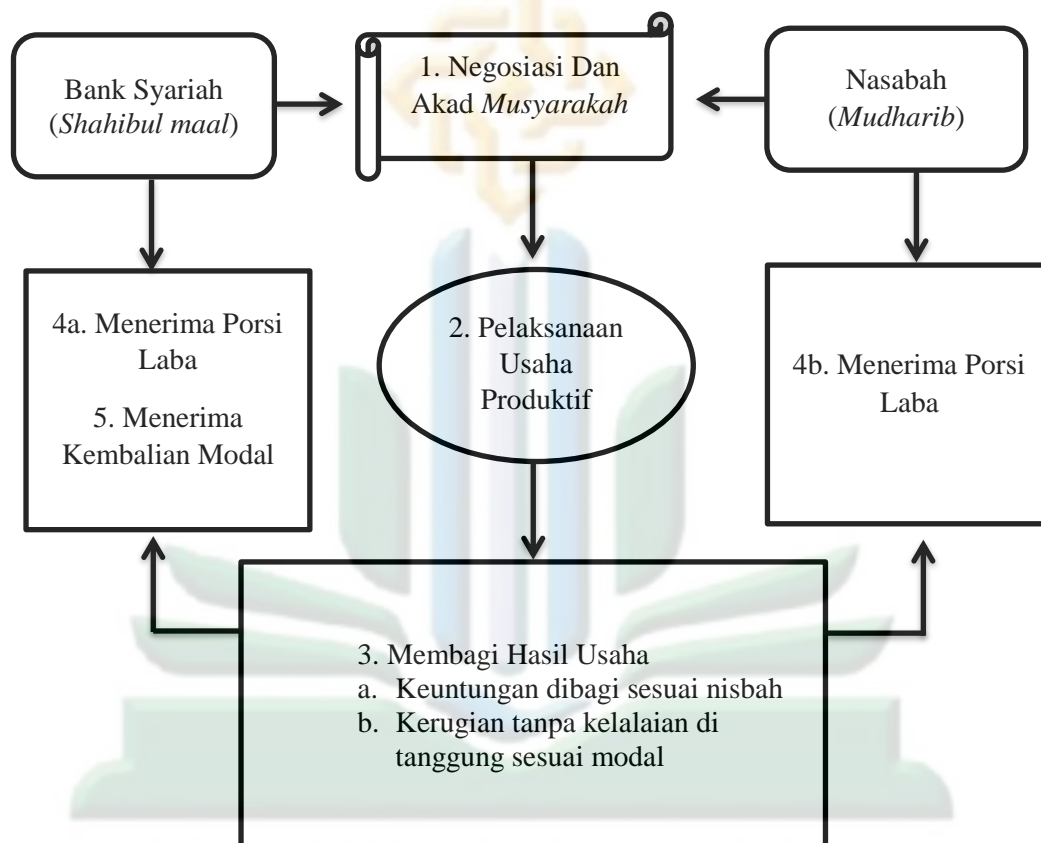 Bank Syariah
(Shahibul maal)
1. Negosiasi Dan
Akad Musyarakah
Nasabah
(Mudharib)
4a. Menerima Porsi
Laba
5. Menerima
Kembalian Modal
2. Pelaksanaan
Usaha
Produktif
4b. Menerima Porsi
Laba
3. Membagi Hasil Usaha
a. Keuntungan dibagi sesuai nisbah
b. Kerugian tanpa kelalaian di
tanggung sesuai modal